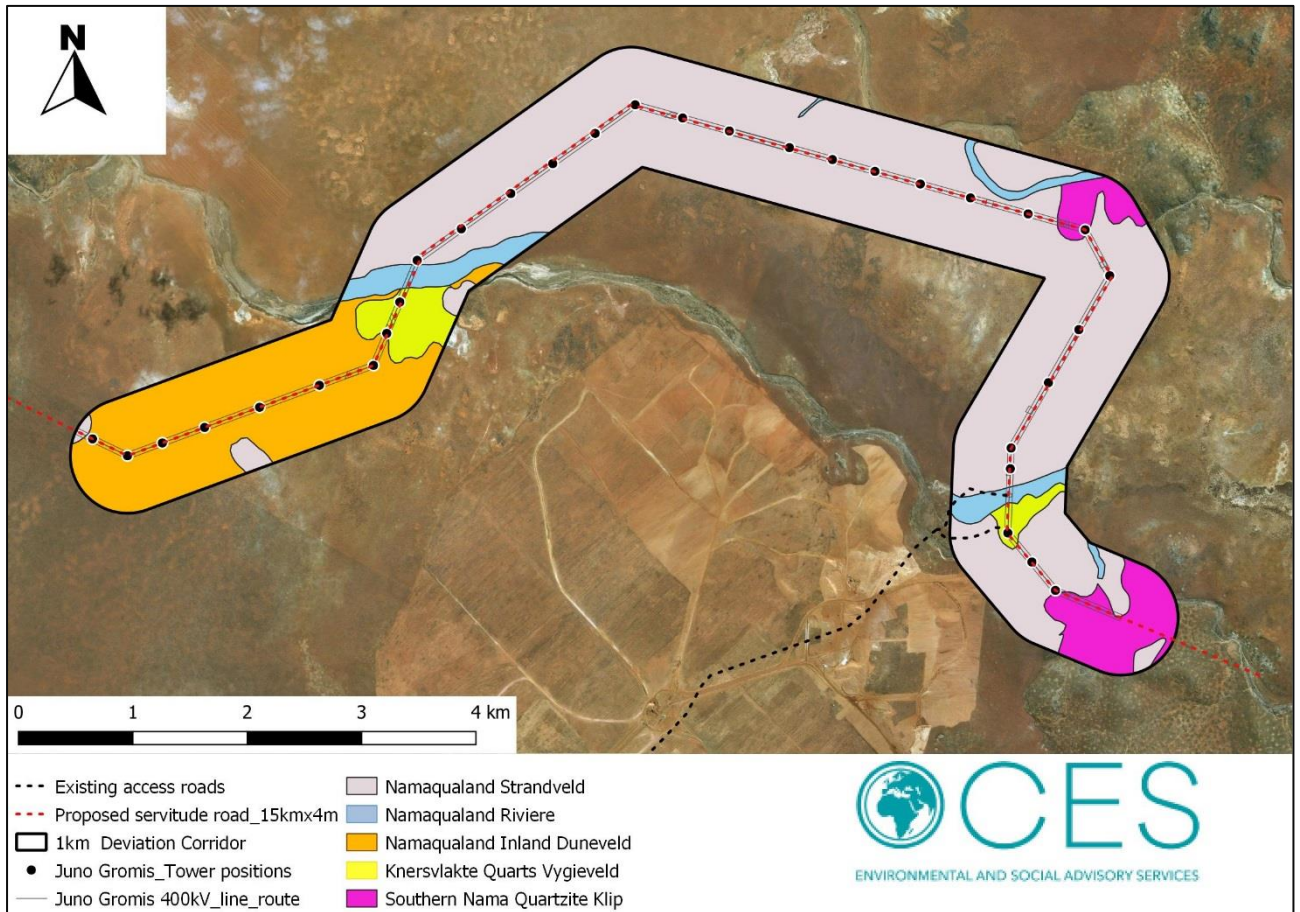 N
0 1 2 3 4 km
Existing access roads
Proposed servitude road_15kmx4m
1km Deviation Corridor
Juno Gromis_Tower positions
Juno Gromis 400kV_line_route
Namaqualand Strandveld
Namaqualand Riviere
Namaqualand Inland Duneveld
Knersvlakte Quarts Vygieveld
Southern Nama Quartzite Klip
CES
ENVIRONMENTAL AND SOCIAL ADVISORY SERVICES